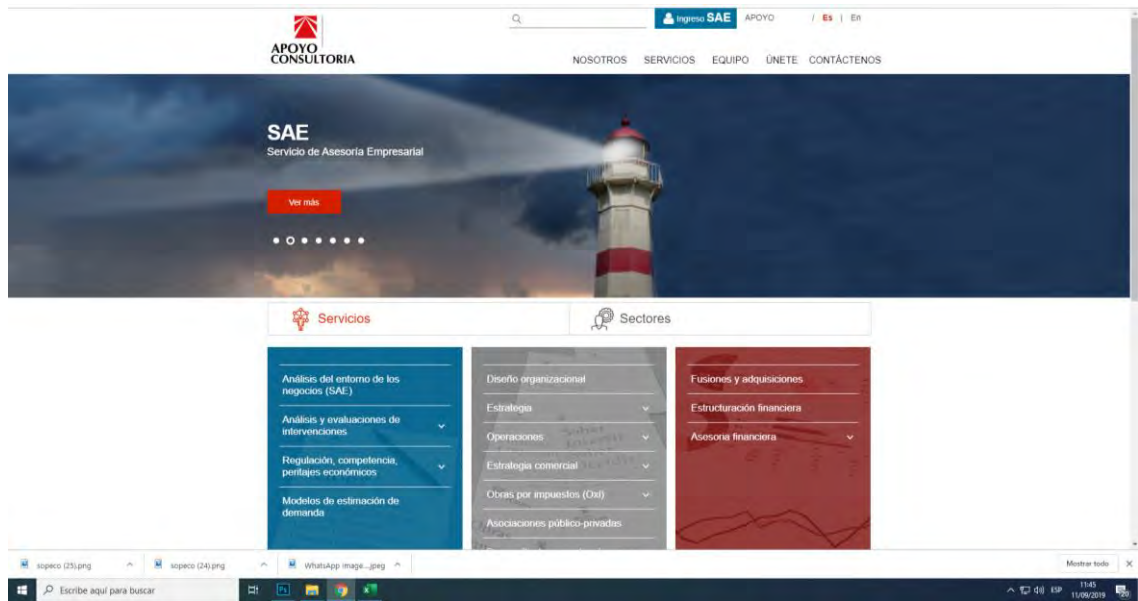 Ingreso SAE APOYO / Es | En
APOYO
CONSULTORIA
NOSOTROS SERVICIOS EQUIPO ÚNETE CONTÁCTENOS
SAE
Servicio de Asesoría Empresarial
Ver más
Servicios
Sectores
Análisis del entorno de los
negocios (SAE)
Análisis y evaluaciones de
intervenciones
Regulación, competencia,
peritajes económicos
Modelos de estimación de
demanda
Diseño organizacional
Estrategia
Operaciones
Estrategia comercial
Obras por impuestos (OxI)
Asociaciones público-privadas
Fusiones y adquisiciones
Estructuración financiera
Asesoría financiera
sopeco (25).png
sopeco (24).png
WhatsApp Image....jpeg
Mostrar todo
Escribe aquí para buscar
Ps
ESP
11:45
11/09/2019